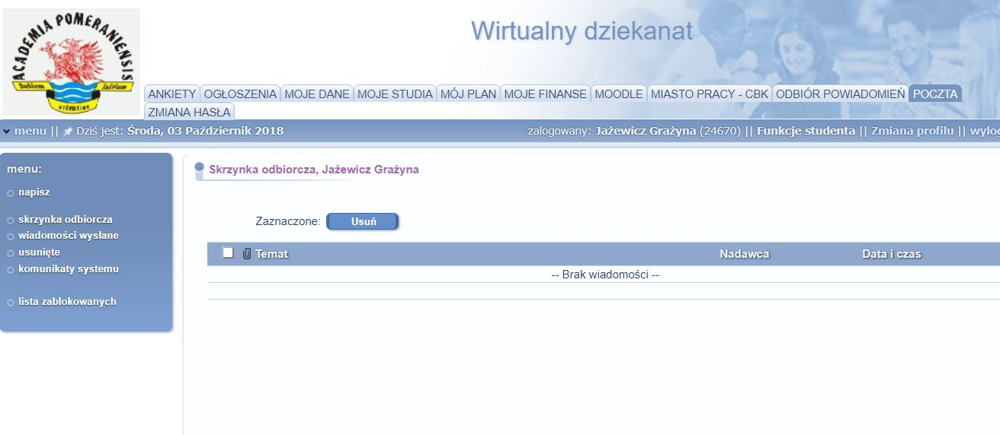 ACADEMIA POMERANIENSIS
Wirtualny dziekanat
ANKIETY OGŁOSZENIA MOJE DANE MOJE STUDIA MÓJ PLAN MOJE FINANSE MOODLE MIASTO PRACY - CBK ODBIÓR POWIADOMIEŃ POCZTA
ZMIANA HASŁA
menu || Dziś jest: Środa, 03 Październik 2018 zalogowany: Jażewicz Grażyna (24670) || Funkcje studenta || Zmiana profilu || wylog
menu:
napisz
skrzynka odbiorcza
wiadomości wysłane
usunięte
komunikaty systemu
lista zablokowanych
Skrzynka odbiorcza, Jażewicz Grażyna
Zaznaczone: Usuń
Temat Nadawca Data i czas
-- Brak wiadomości --